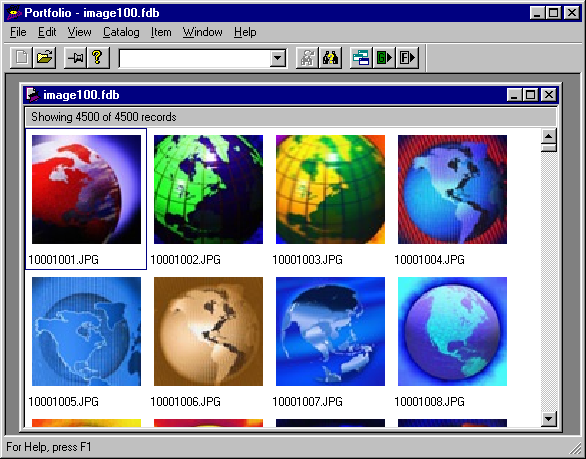 Portfolio - image100.fdb
File Edit View Catalog Item Window Help
image100.fdb
Showing 4500 of 4500 records
10001001.JPG 10001002.JPG 10001003.JPG 10001004.JPG
10001005.JPG 10001006.JPG 10001007.JPG 10001008.JPG
For Help, press F1